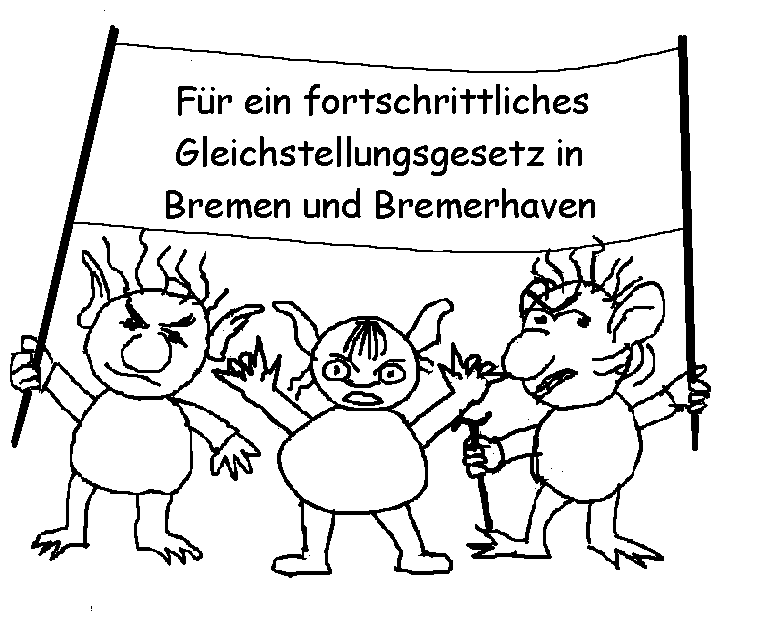 Für ein fortschrittliches
Gleichstellungsgesetz in
Bremen und Bremerhaven